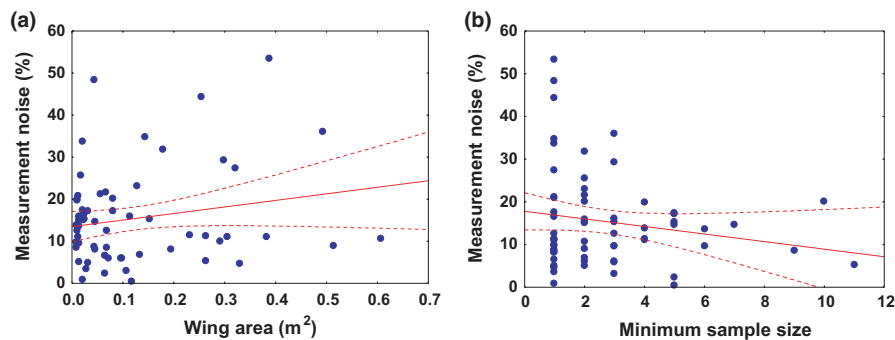 (a)
60
50
40
30
20
10
0
Measurement noise (%)
0.0 0.1 0.2 0.3 0.4 0.5 0.6 0.7
Wing area (m²)
(b)
60
50
40
30
20
10
0
Measurement noise (%)
0 2 4 6 8 10 12
Minimum sample size